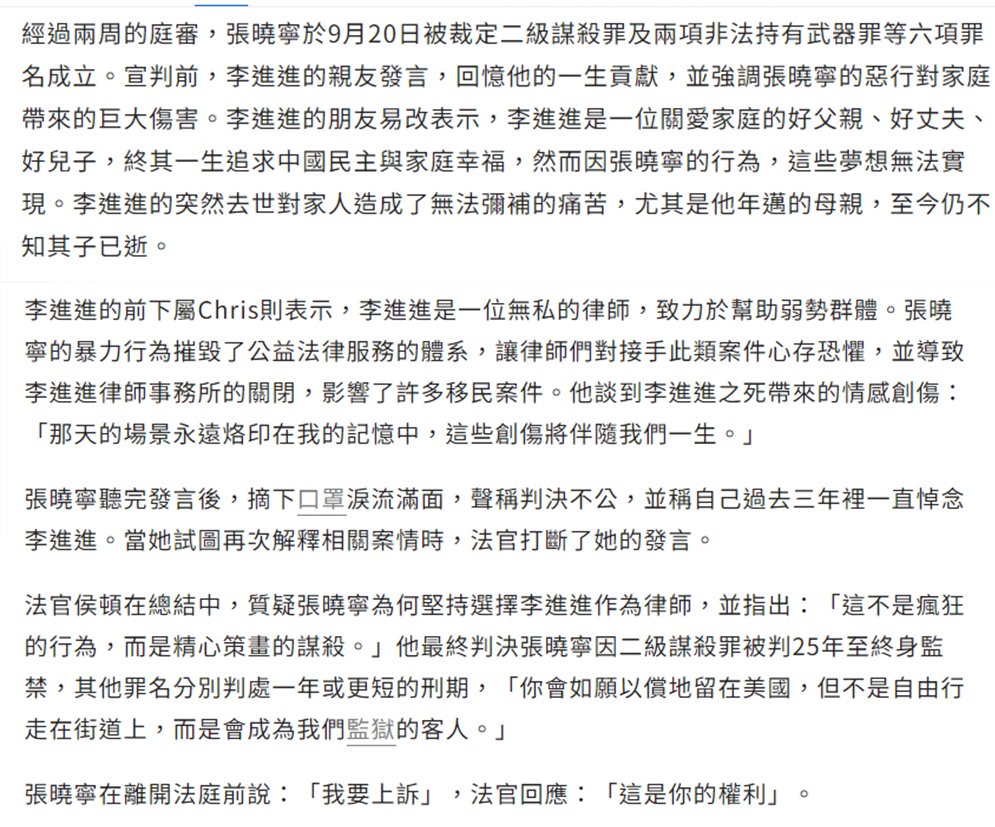 經過兩周的庭審，張曉寧於9月20日被裁定二級謀殺罪及兩項非法持有武器罪等六項罪
名成立。宣判前，李進進的親友發言，回憶他的一生貢獻，並強調張曉寧的惡行對家庭
帶來的巨大傷害。李進進的朋友易改表示，李進進是一位關愛家庭的好父親、好丈夫、
好兒子，終其一生追求中國民主與家庭幸福，然而因張曉寧的行為，這些夢想無法實
現。李進進的突然去世對家人造成了無法彌補的痛苦，尤其是他年邁的母親，至今仍不
知其子已逝。
李進進的前下屬Chris則表示，李進進是一位無私的律師，致力於幫助弱勢群體。張曉
寧的暴力行為摧毀了公益法律服務的體系，讓律師們對接手此類案件心存恐懼，並導致
李進進律師事務所的關閉，影響了許多移民案件。他談到李進進之死帶來的情感創傷：
「那天的場景永遠烙印在我的記憶中，這些創傷將伴隨我們一生。」
張曉寧聽完發言後，摘下口罩淚流滿面，聲稱判決不公，並稱自己過去三年裡一直悼念
李進進。當她試圖再次解釋相關案情時，法官打斷了她的發言。
法官侯頓在總結中，質疑張曉寧為何堅持選擇李進進作為律師，並指出：「這不是瘋狂
的行為，而是精心策畫的謀殺。」他最終判決張曉寧因二級謀殺罪被判25年至終身監
禁，其他罪名分別判處一年或更短的刑期，「你會如願以償地留在美國，但不是自由行
走在街道上，而是會成為我們監獄的客人。」
張曉寧在離開法庭前說：「我要上訴」，法官回應：「這是你的權利」。